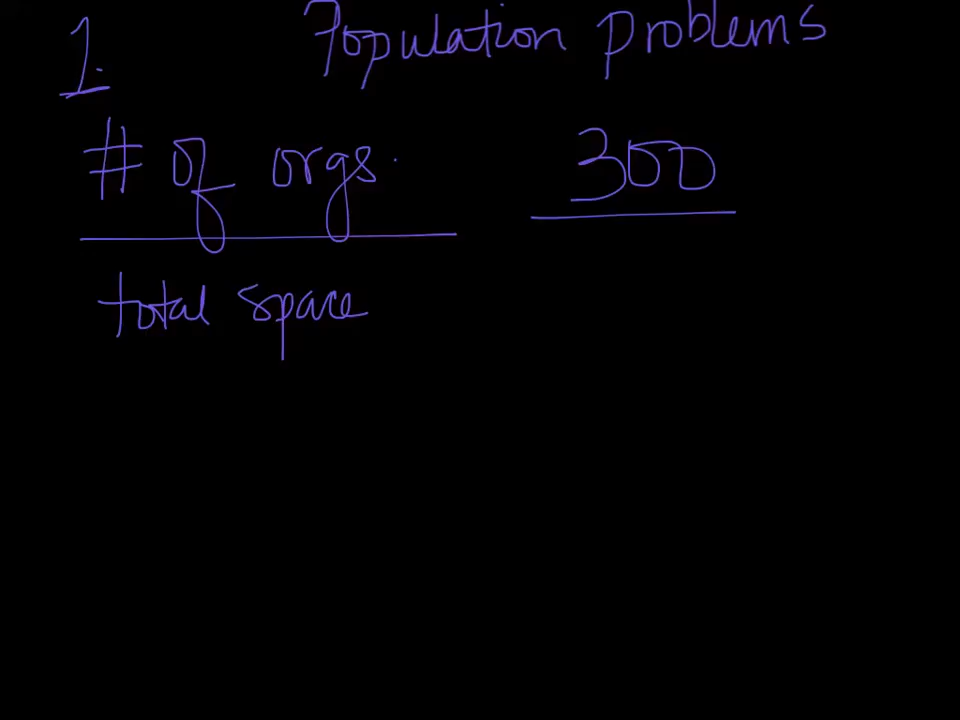 1. Population problems
# of orgs. 300
total space